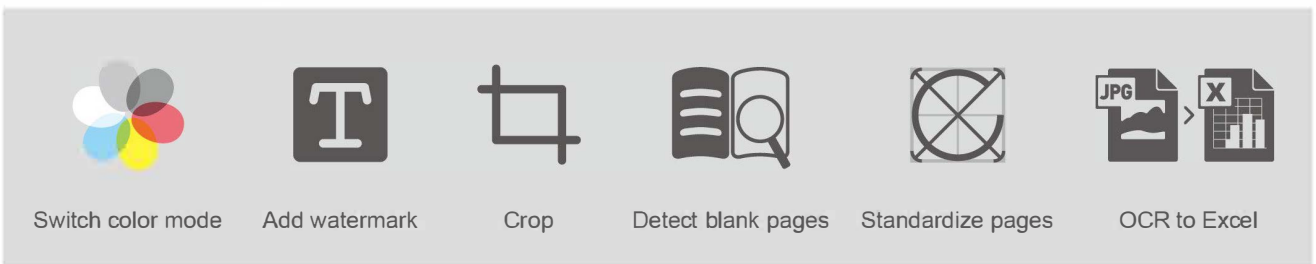 T
JPG
X
Switch color mode
Add watermark
Crop
Detect blank pages
Standardize pages
OCR to Excel